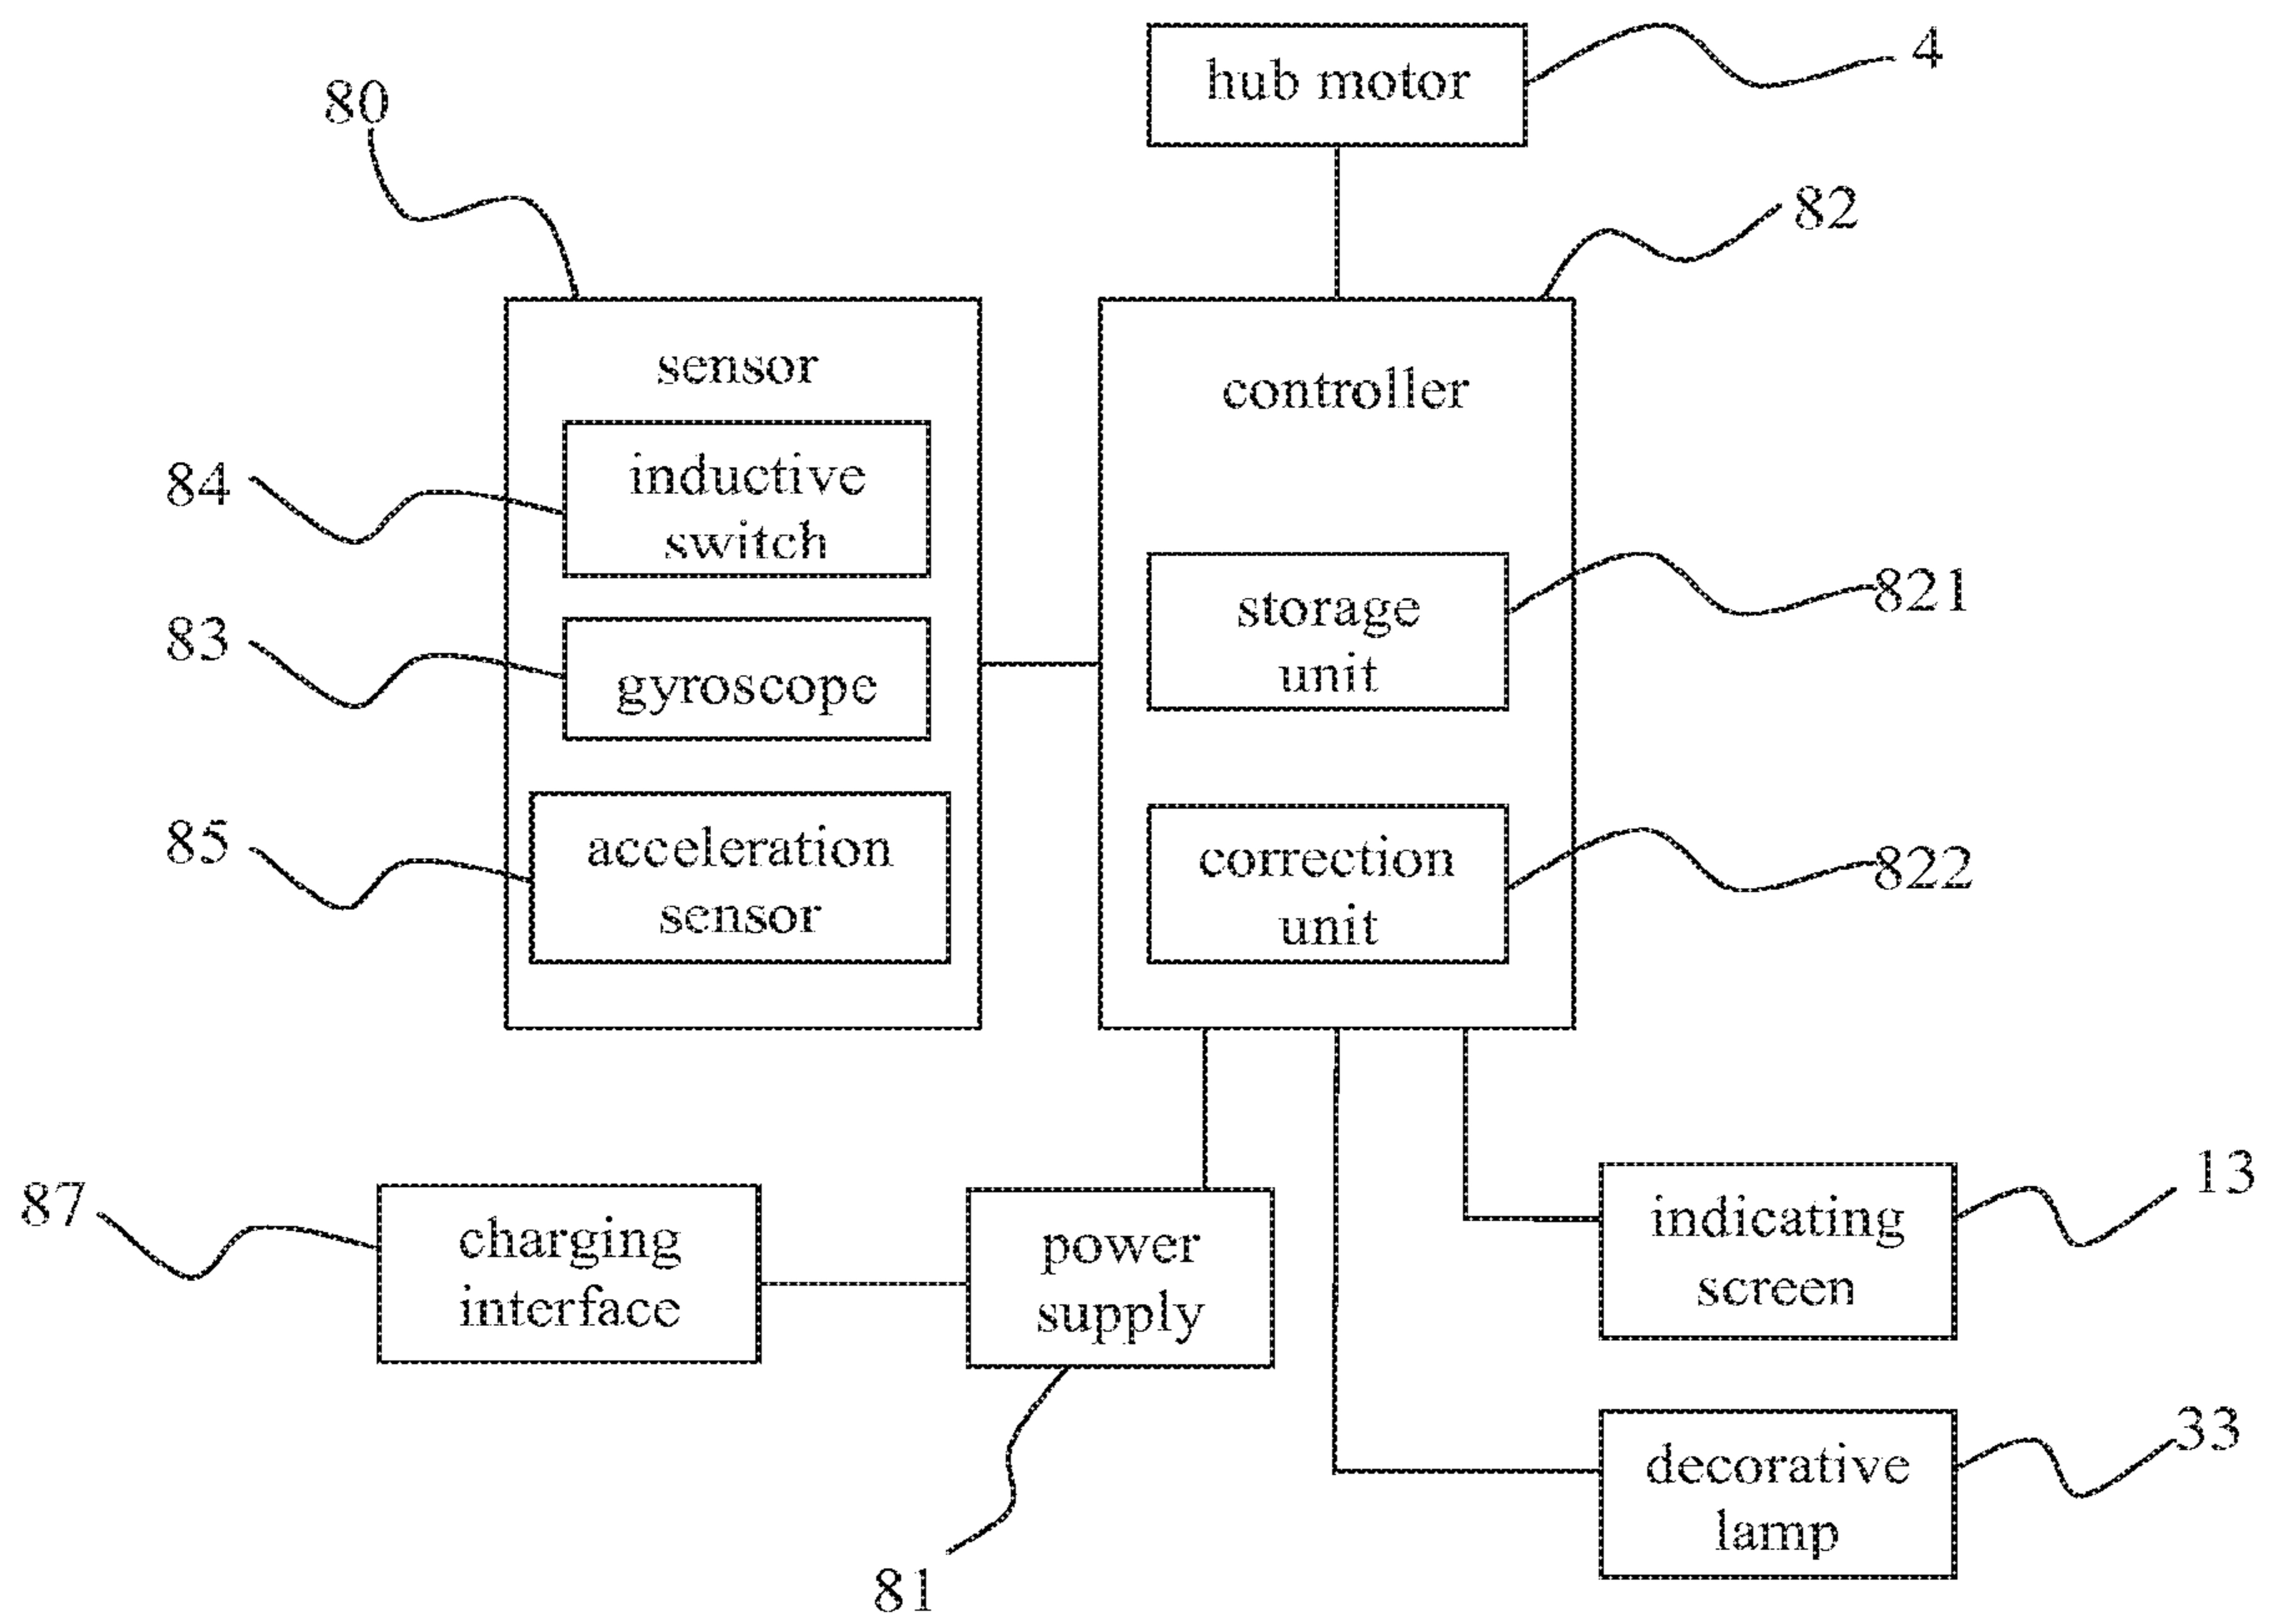 hub motor
4
80
82
sensor
controller
84
inductive
switch
storage
unit
821
83
gyroscope
85
acceleration
sensor
correction
unit
822
87
charging
interface
power
supply
indicating
screen
13
81
decorative
lamp
33